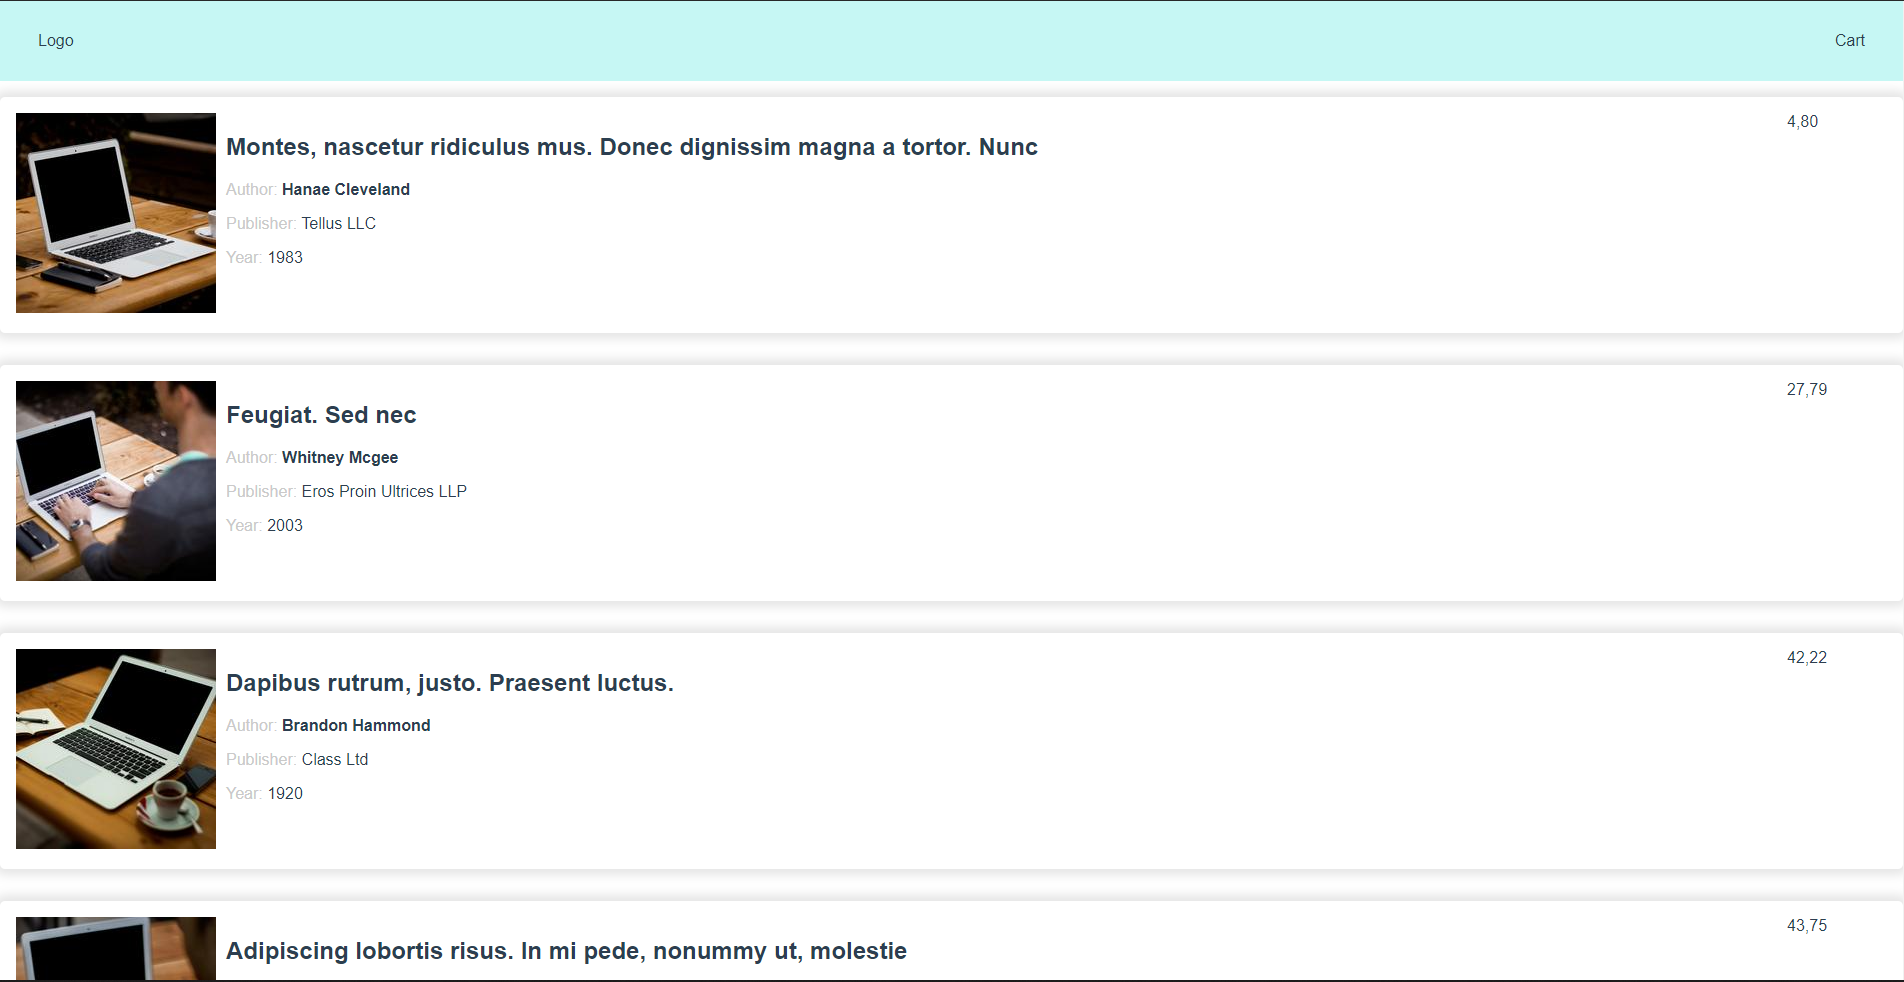 Logo
Cart
4,80
Montes, nascetur ridiculus mus. Donec dignissim magna a tortor. Nunc
Author: Hanae Cleveland
Publisher: Tellus LLC
Year: 1983
27,79
Feugiat. Sed nec
Author: Whitney Mcgee
Publisher: Eros Proin Ultrices LLP
Year: 2003
42,22
Dapibus rutrum, justo. Praesent luctus.
Author: Brandon Hammond
Publisher: Class Ltd
Year: 1920
43,75
Adipiscing lobortis risus. In mi pede, nonummy ut, molestie